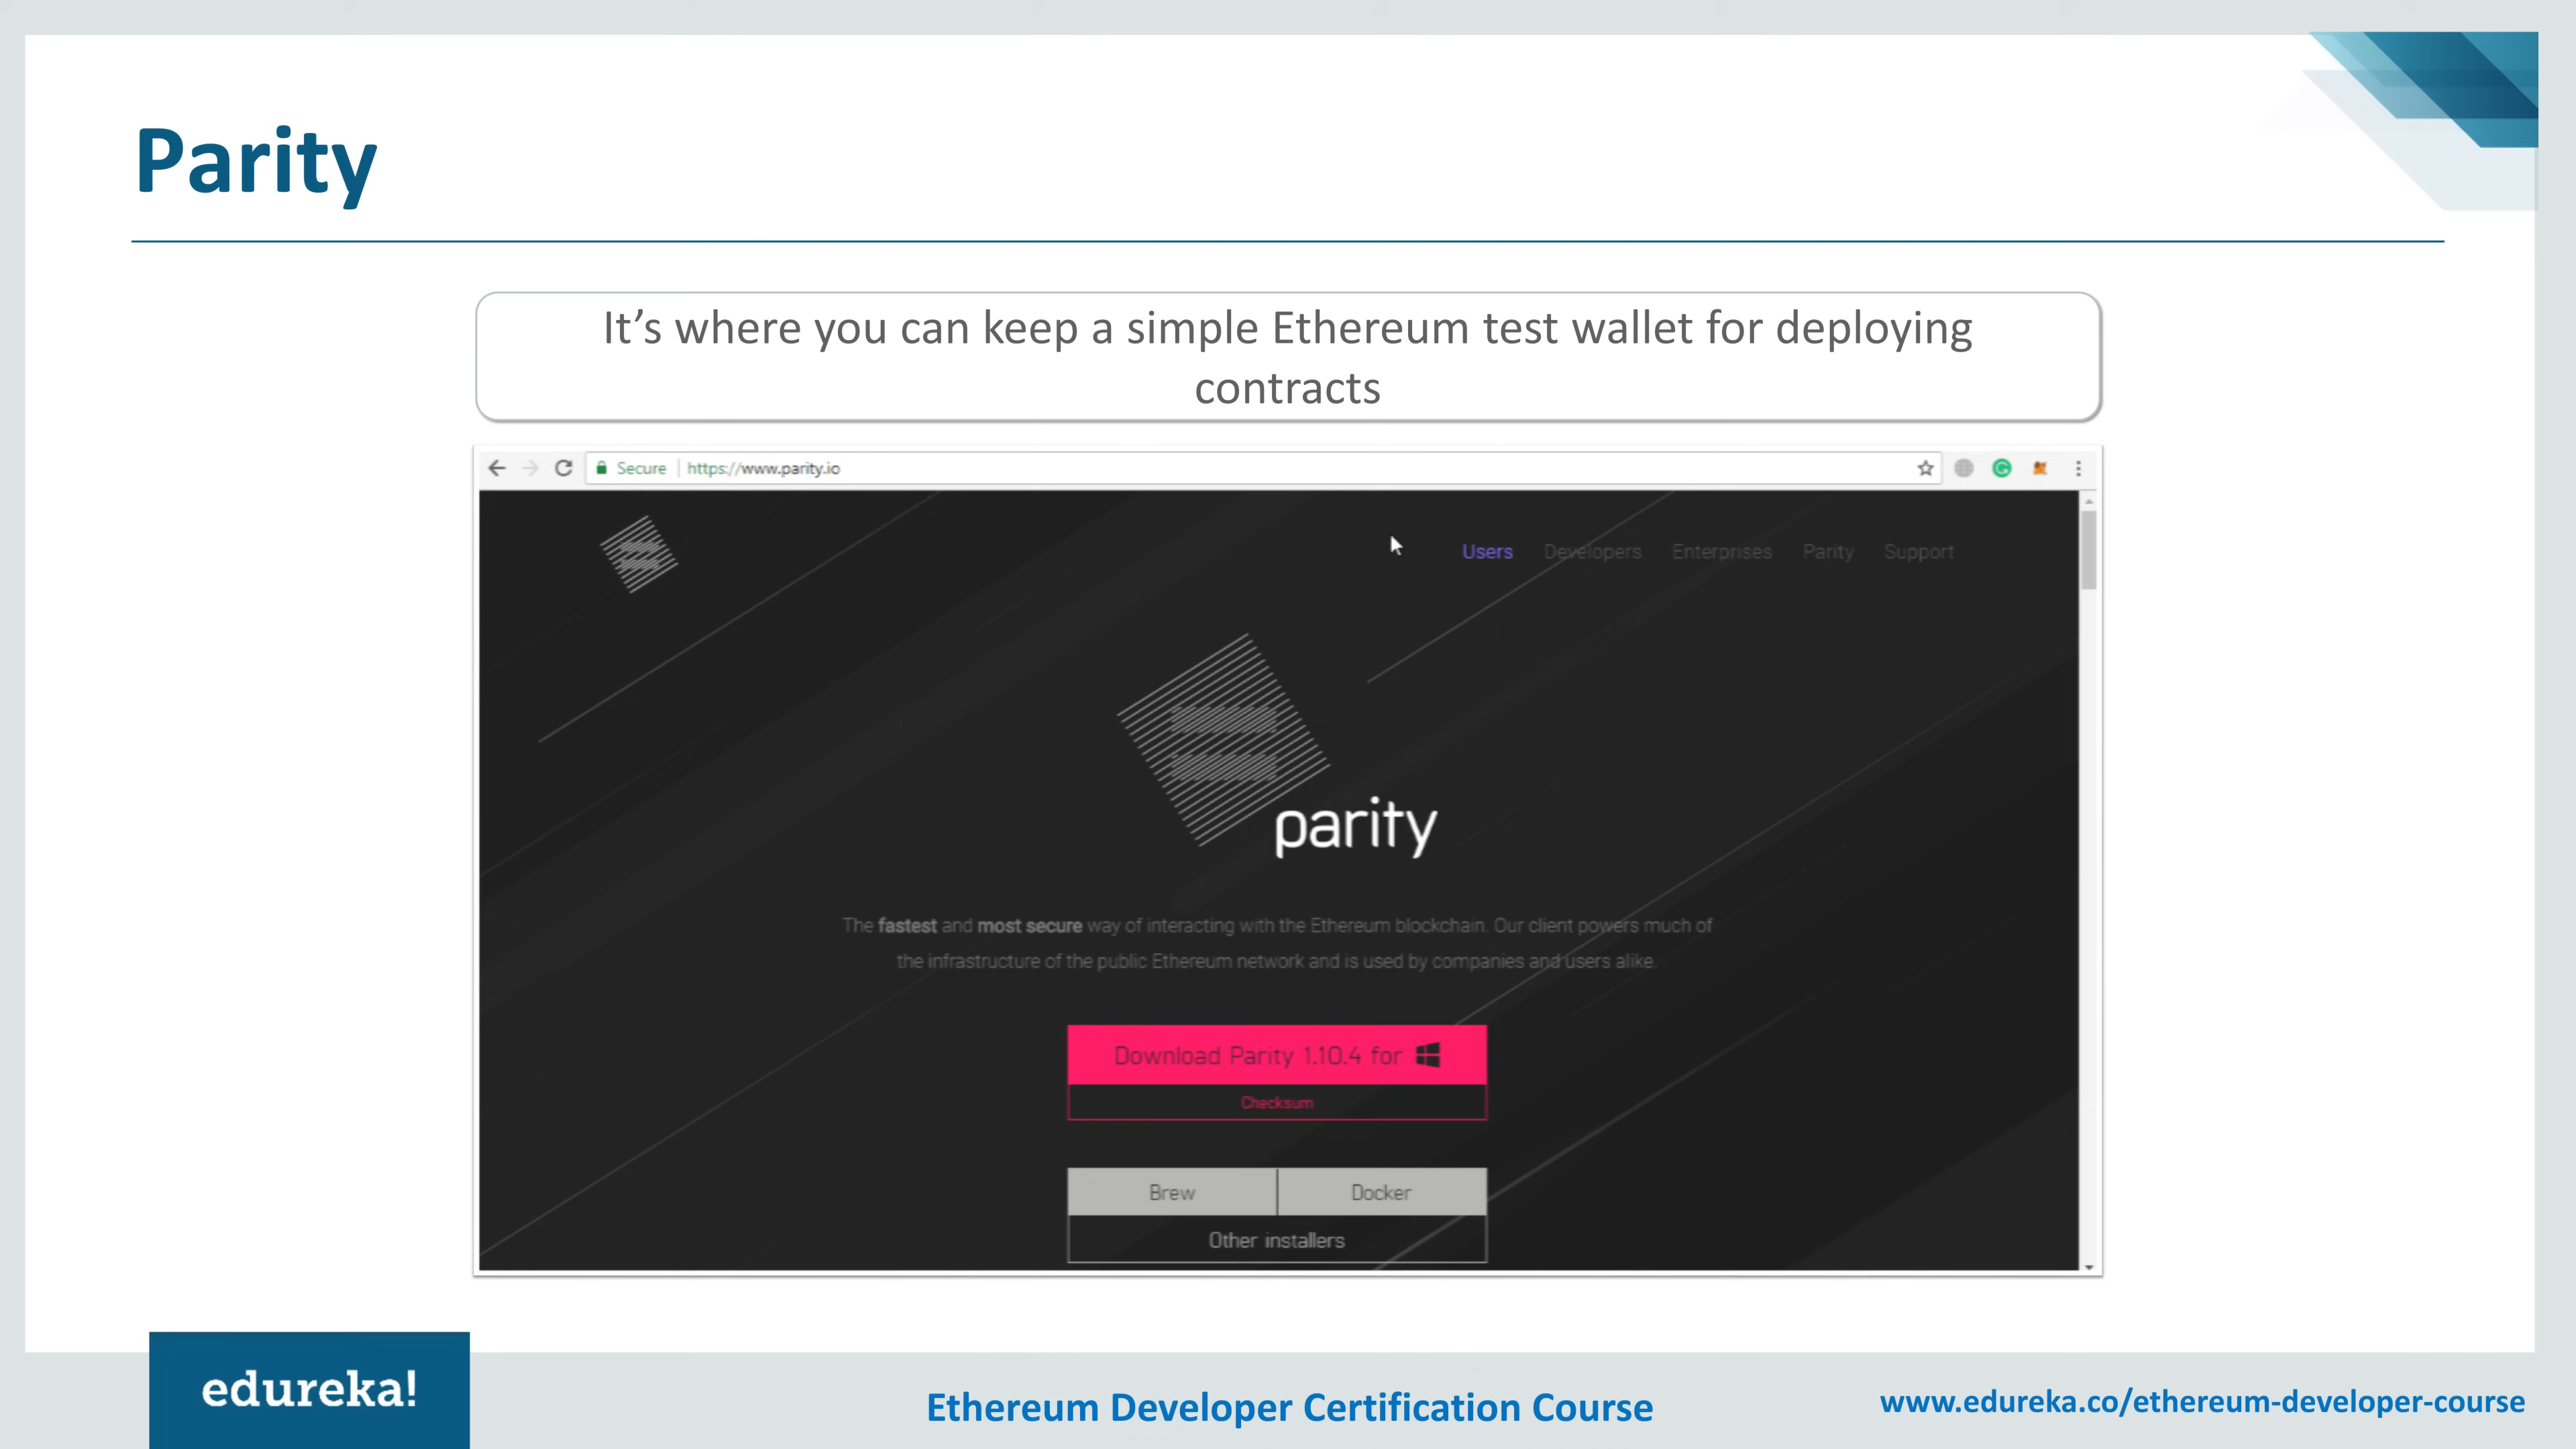 Parity
It’s where you can keep a simple Ethereum test wallet for deploying
contracts
Secure https://www.parity.io
Users Developers Enterprises Parity Support
parity
The fastest and most secure way of interacting with the Ethereum blockchain. Our client powers much of
the infrastructure of the public Ethereum network and is used by companies and users alike.
Download Parity 1.10.4 for
Checksum
Brew Docker
Other installers
edureka!
Ethereum Developer Certification Course
www.edureka.co/ethereum-developer-course